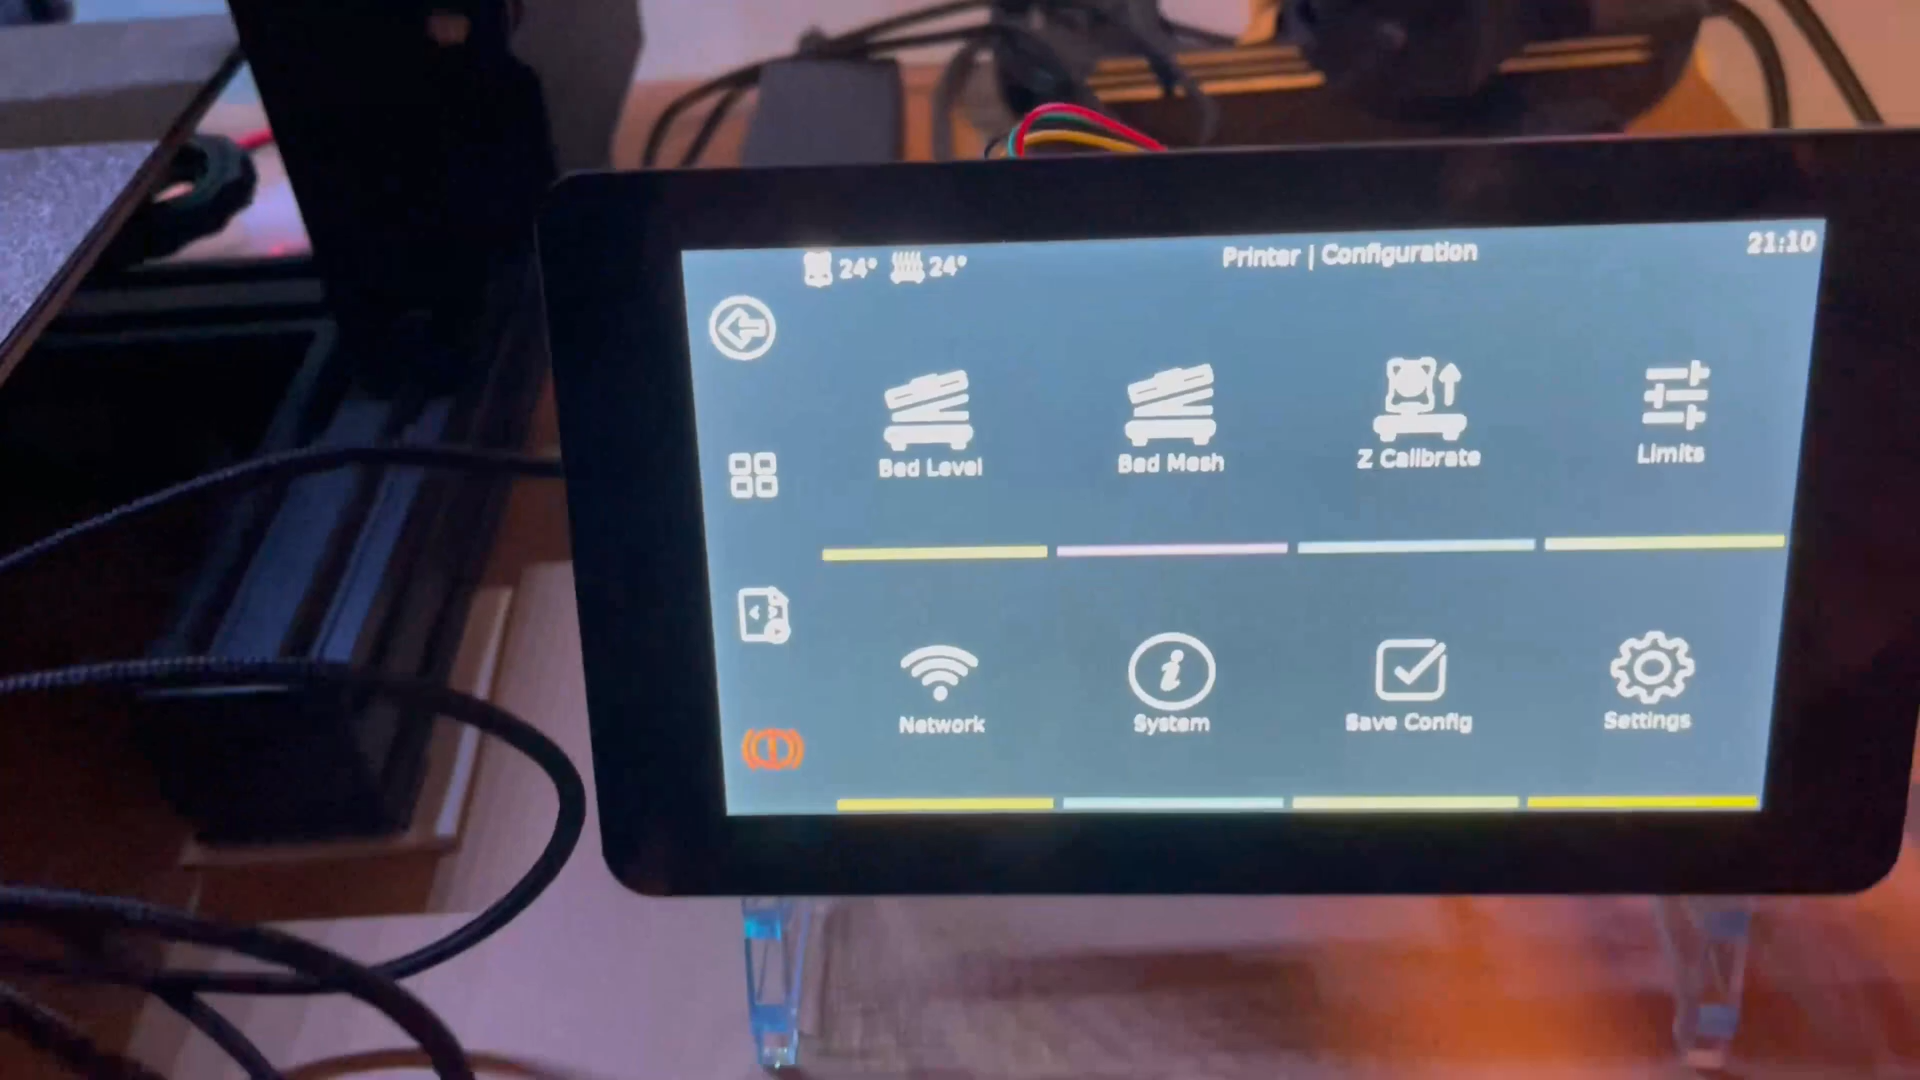 24° 24° Printer | Configuration 21:10
Bed Level Bed Mesh Z Calibrate Limits
Network System Save Config Settings